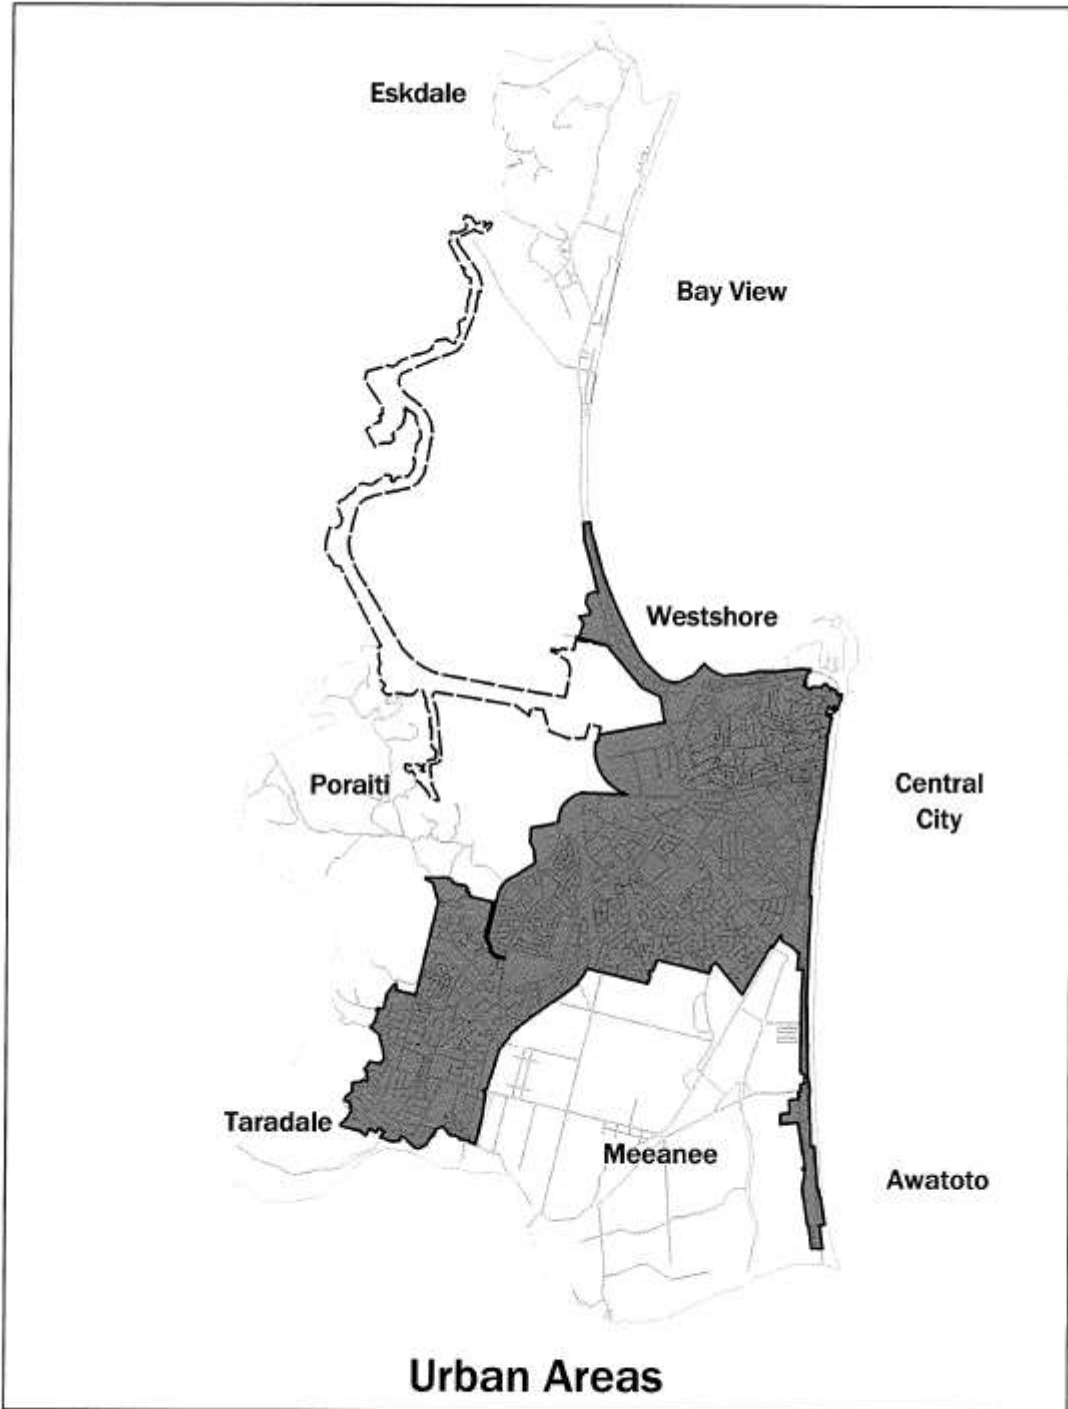 Eskdale
Bay View
Westshore
Poraiti
Central
City
Taradale
Meeanee
Awatoto
Urban Areas